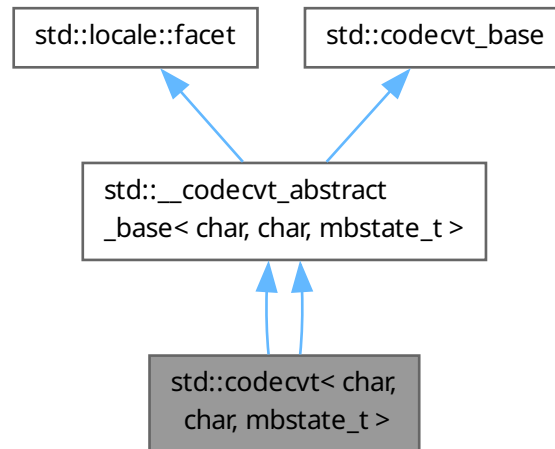 std::locale::facet
std::codecvt_base
std::__codecvt_abstract
_base< char, char, mbstate_t >
std::codecvt< char,
char, mbstate_t >